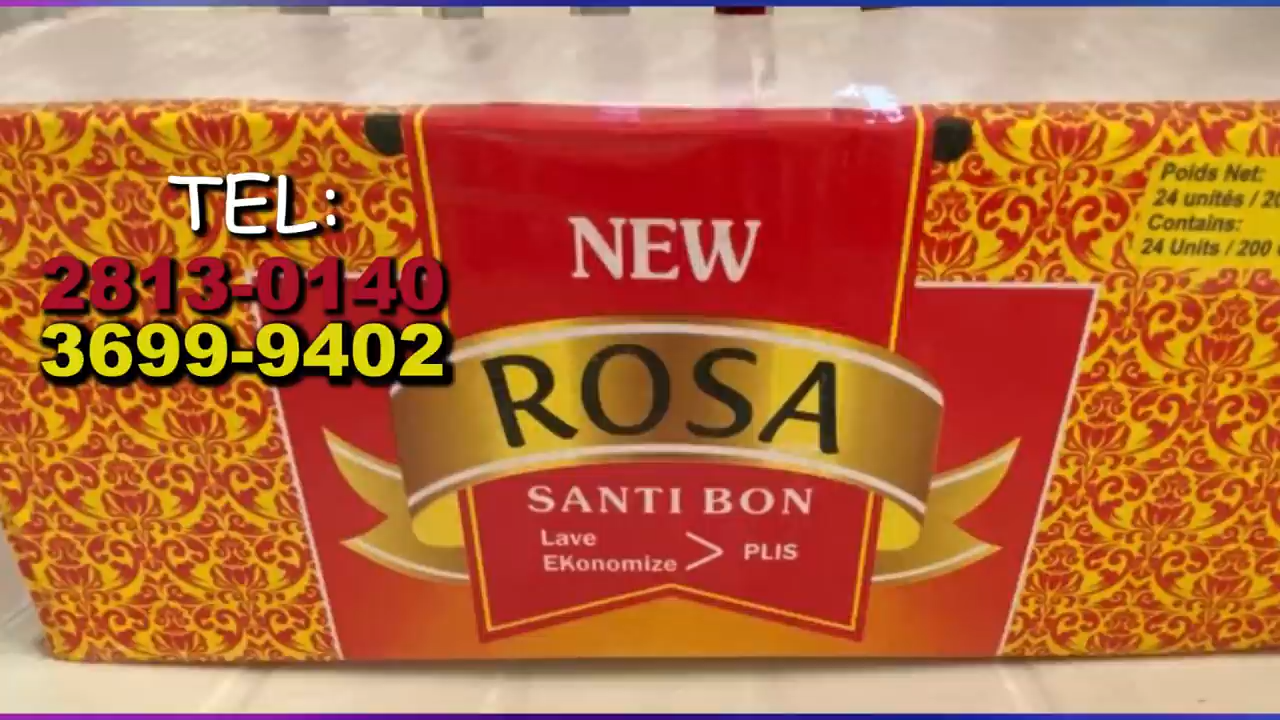 TEL:
2813-0140
3699-9402
NEW
ROSA
SANTI BON
Lave
EKonomize > PLIS
Poids Net:
24 unités /
Contains:
24 Units / 200